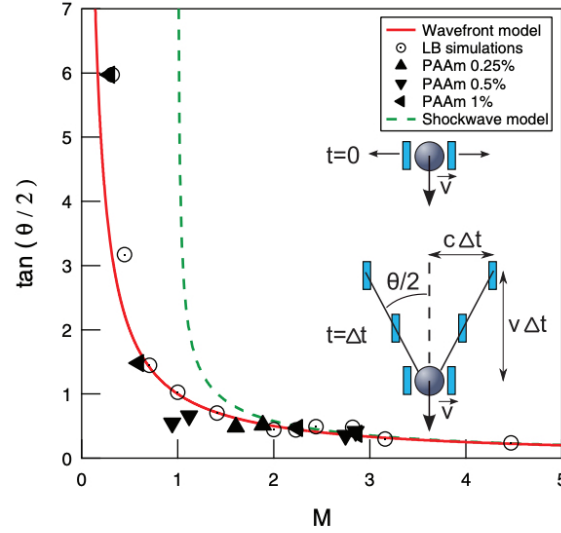 7
6
5
4
3
2
1
0
0
1
2
3
4
5
tan ( θ / 2 )
M
Wavefront model
LB simulations
PAAm 0.25%
PAAm 0.5%
PAAm 1%
Shockwave model
t=0
v
c Δt
θ/2
t=Δt
v Δt
v